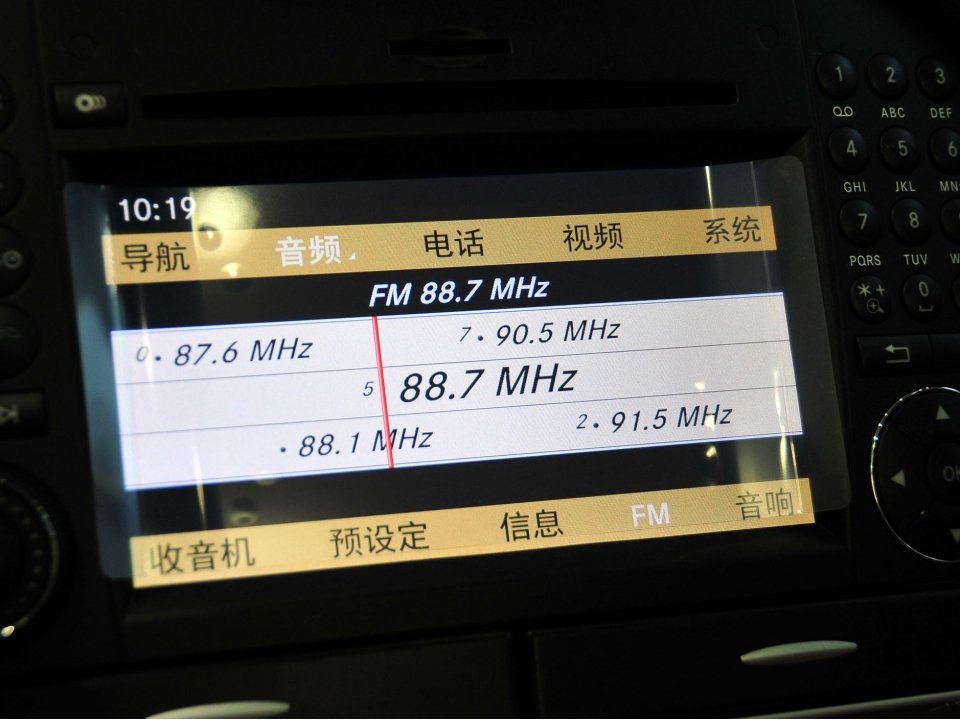 10:19
导航 音频 电话 视频 系统
FM 88.7 MHz
0 · 87.6 MHz 7 · 90.5 MHz
5 88.7 MHz
· 88.1 MHz 2 · 91.5 MHz
收音机 预设定 信息 FM 音响
1 2 3
ABC DEF
4 5 6
GHI JKL
7 8
PQRS TUV
* + 0